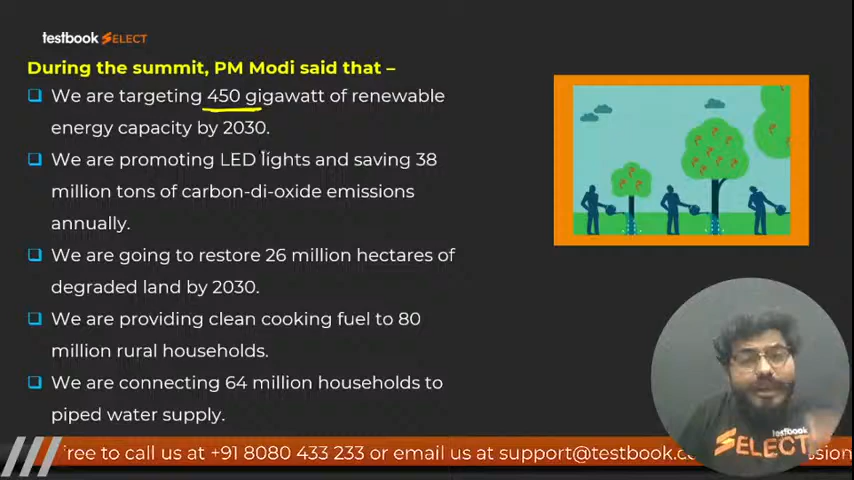 testbook SELECT
During the summit, PM Modi said that –
We are targeting 450 gigawatt of renewable
energy capacity by 2030.
We are promoting LED lights and saving 38
million tons of carbon-di-oxide emissions
annually.
We are going to restore 26 million hectares of
degraded land by 2030.
We are providing clean cooking fuel to 80
million rural households.
We are connecting 64 million households to
piped water supply.
testbook
SELECT
to call us at +91 8080 433 233 or email us at